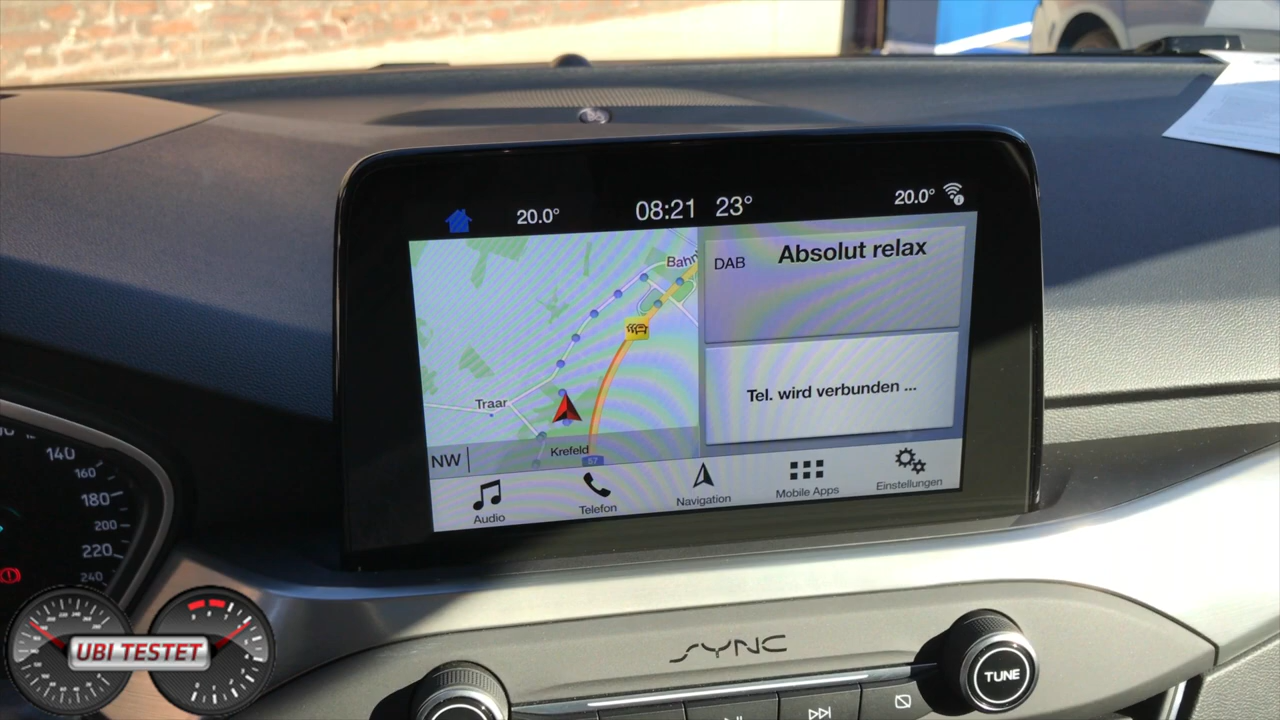 20.0°
08:21
23°
20.0°
DAB
Absolut relax
Tel. wird verbunden ...
Traar
Krefeld
57
NW
Audio
Telefon
Navigation
Mobile Apps
Einstellungen
140
160
180
200
220
240
SYNC
TUNE
UBI TESTET